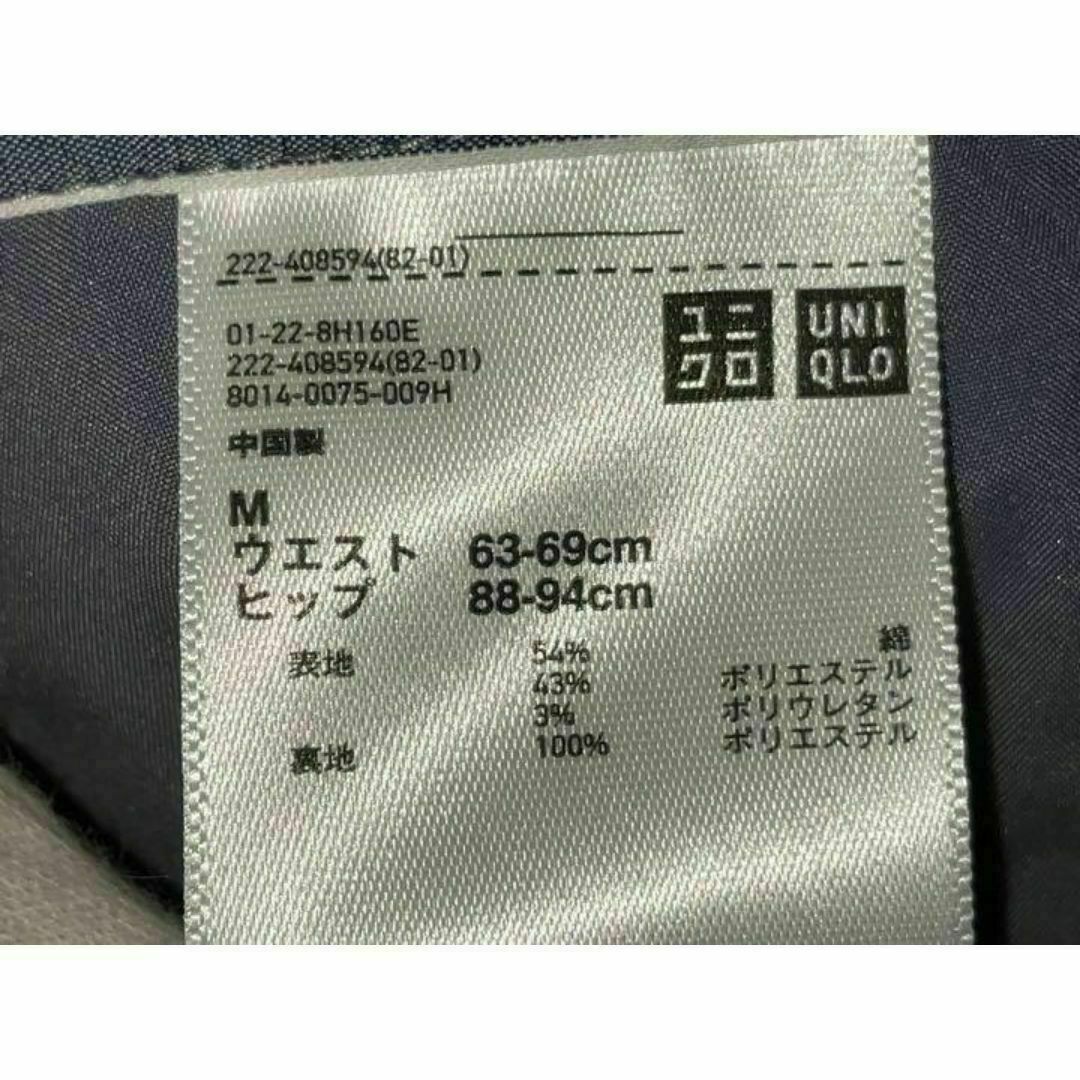 222-408594(82-01)
ユニ
クロ
UNI
QLO
01-22-8H160E
222-408594(82-01)
8014-0075-009H
中国製
M
ウエスト 63-69cm
ヒップ 88-94cm
表地 54% 綿
43% ポリエステル
3% ポリウレタン
裏地 100% ポリエステル